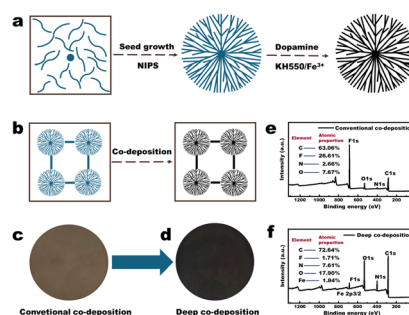 a
Seed growth
NIPS
Dopamine
KH550/Fe³⁺
b
Co-deposition
c
Convetional co-deposition
d
Deep co-deposition
e
Conventional co-deposition
Element Atomic proportion
C 63.06%
F 26.61%
N 2.66%
O 7.67%
F1s
O1s
N1s
C1s
Intensity (a.u.)
1200 1000 800 600 400 200
Binding energy (eV)
f
Deep co-deposition
Element Atomic proportion
C 72.64%
F 1.71%
N 7.61%
O 17.90%
Fe 1.84%
Fe 2p3/2
F1s
O1s
N1s
C1s
Intensity (a.u.)
1200 1000 800 600 400 200
Binding energy (eV)